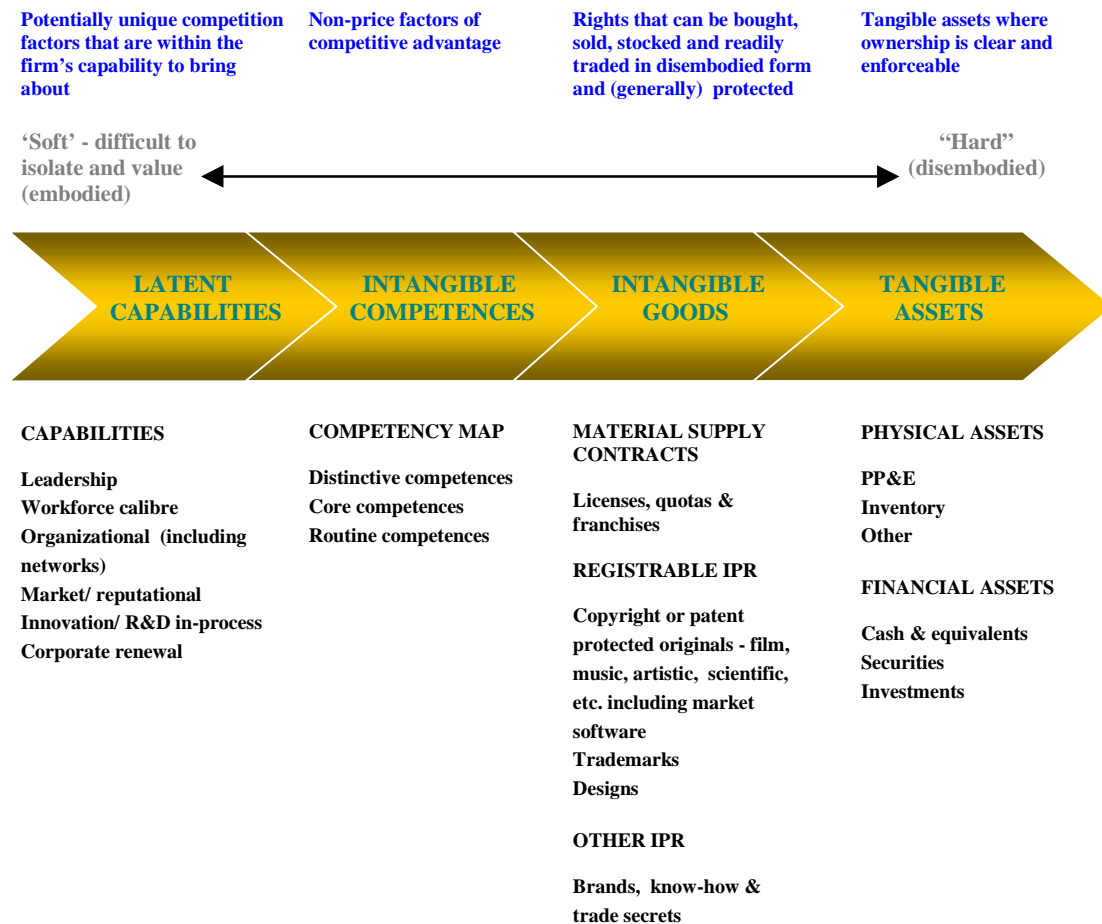 Potentially unique competition
factors that are within the
firm's capability to bring
about
Non-price factors of
competitive advantage
Rights that can be bought,
sold, stocked and readily
traded in disembodied form
and (generally) protected
Tangible assets where
ownership is clear and
enforceable
‘Soft’ - difficult to
isolate and value
(embodied)
“Hard”
(disembodied)
LATENT
CAPABILITIES
INTANGIBLE
COMPETENCES
INTANGIBLE
GOODS
TANGIBLE
ASSETS
CAPABILITIES
Leadership
Workforce calibre
Organizational (including
networks)
Market/ reputational
Innovation/ R&D in-process
Corporate renewal
COMPETENCY MAP
Distinctive competences
Core competences
Routine competences
MATERIAL SUPPLY
CONTRACTS
Licenses, quotas &
franchises
REGISTRABLE IPR
Copyright or patent
protected originals - film,
music, artistic, scientific,
etc. including market
software
Trademarks
Designs
OTHER IPR
Brands, know-how &
trade secrets
PHYSICAL ASSETS
PP&E
Inventory
Other
FINANCIAL ASSETS
Cash & equivalents
Securities
Investments